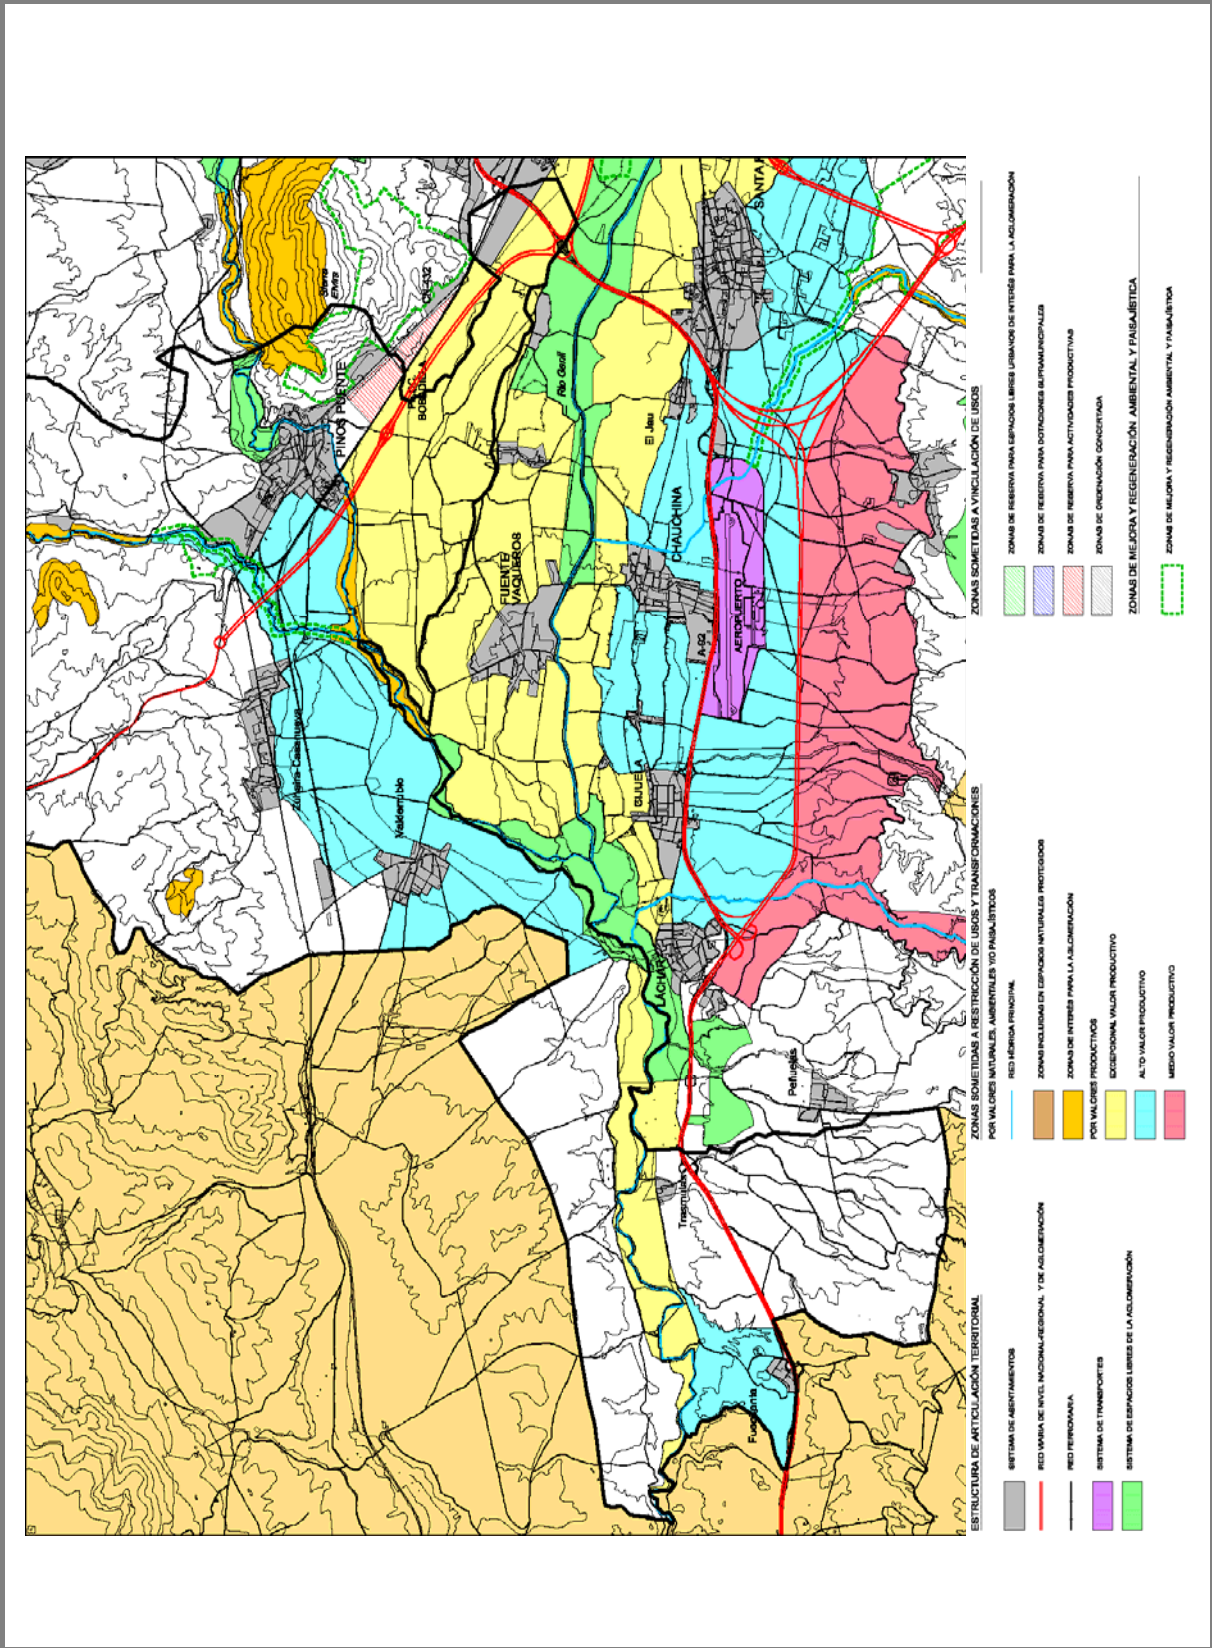 Sierra
Elvira
CN-432
PINOS PUENTE
BOBADILLA
SANTAF
Río Genil
El Jau
CHAUCHINA
FUENTE
VAQUEROS
A-92
AEROPUERTO
Zujaira-Casanueva
Valderrubio
CIJUELA
LACHAR
Peñuelas
Trasmulas
ESTRUCTURA DE ARTICULACIÓN TERRITORIAL
SISTEMA DE ASENTAMIENTOS
RED VIARIA DE NIVEL NACIONAL-REGIONAL Y DE AGLOMERACIÓN
RED FERROVIARIA
SISTEMA DE TRANSPORTES
SISTEMA DE ESPACIOS LIBRES DE LA AGLOMERACIÓN
ZONAS SOMETIDAS A RESTRICCIÓN DE USOS Y TRANSFORMACIONES
POR VALORES NATURALES, AMBIENTALES Y/O PAISAJÍSTICOS
RED HÍDRICA PRINCIPAL
ZONAS INCLUIDAS EN ESPACIOS NATURALES PROTEGIDOS
ZONAS DE INTERÉS PARA LA AGLOMERACIÓN
POR VALORES PRODUCTIVOS
EXCEPCIONAL VALOR PRODUCTIVO
ALTO VALOR PRODUCTIVO
MEDIO VALOR PRODUCTIVO
ZONAS SOMETIDAS A VINCULACIÓN DE USOS
ZONAS DE RESERVA PARA ESPACIOS LIBRES URBANOS DE INTERÉS PARA LA AGLOMERACIÓN
ZONAS DE RESERVA PARA DOTACIONES SUPRAMUNICIPALES
ZONAS DE RESERVA PARA ACTIVIDADES PRODUCTIVAS
ZONAS DE ORDENACIÓN CONCERTADA
ZONAS DE MEJORA Y REGENERACIÓN AMBIENTAL Y PAISAJÍSTICA
ZONAS DE MEJORA Y REGENERACIÓN AMBIENTAL Y PAISAJÍSTICA